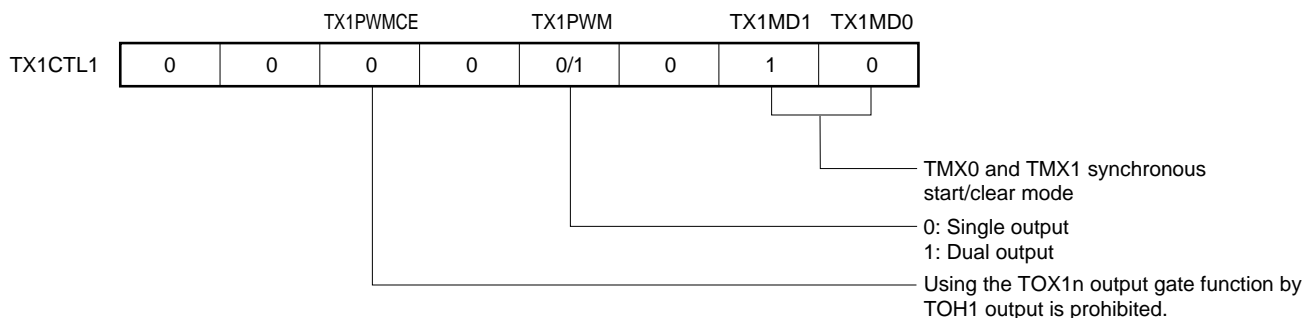 TX1PWMCE TX1PWM TX1MD1 TX1MD0
TX1CTL1 0 0 0 0 0/1 0 1 0
TMX0 and TMX1 synchronous
start/clear mode
0: Single output
1: Dual output
Using the TOX1n output gate function by
TOH1 output is prohibited.